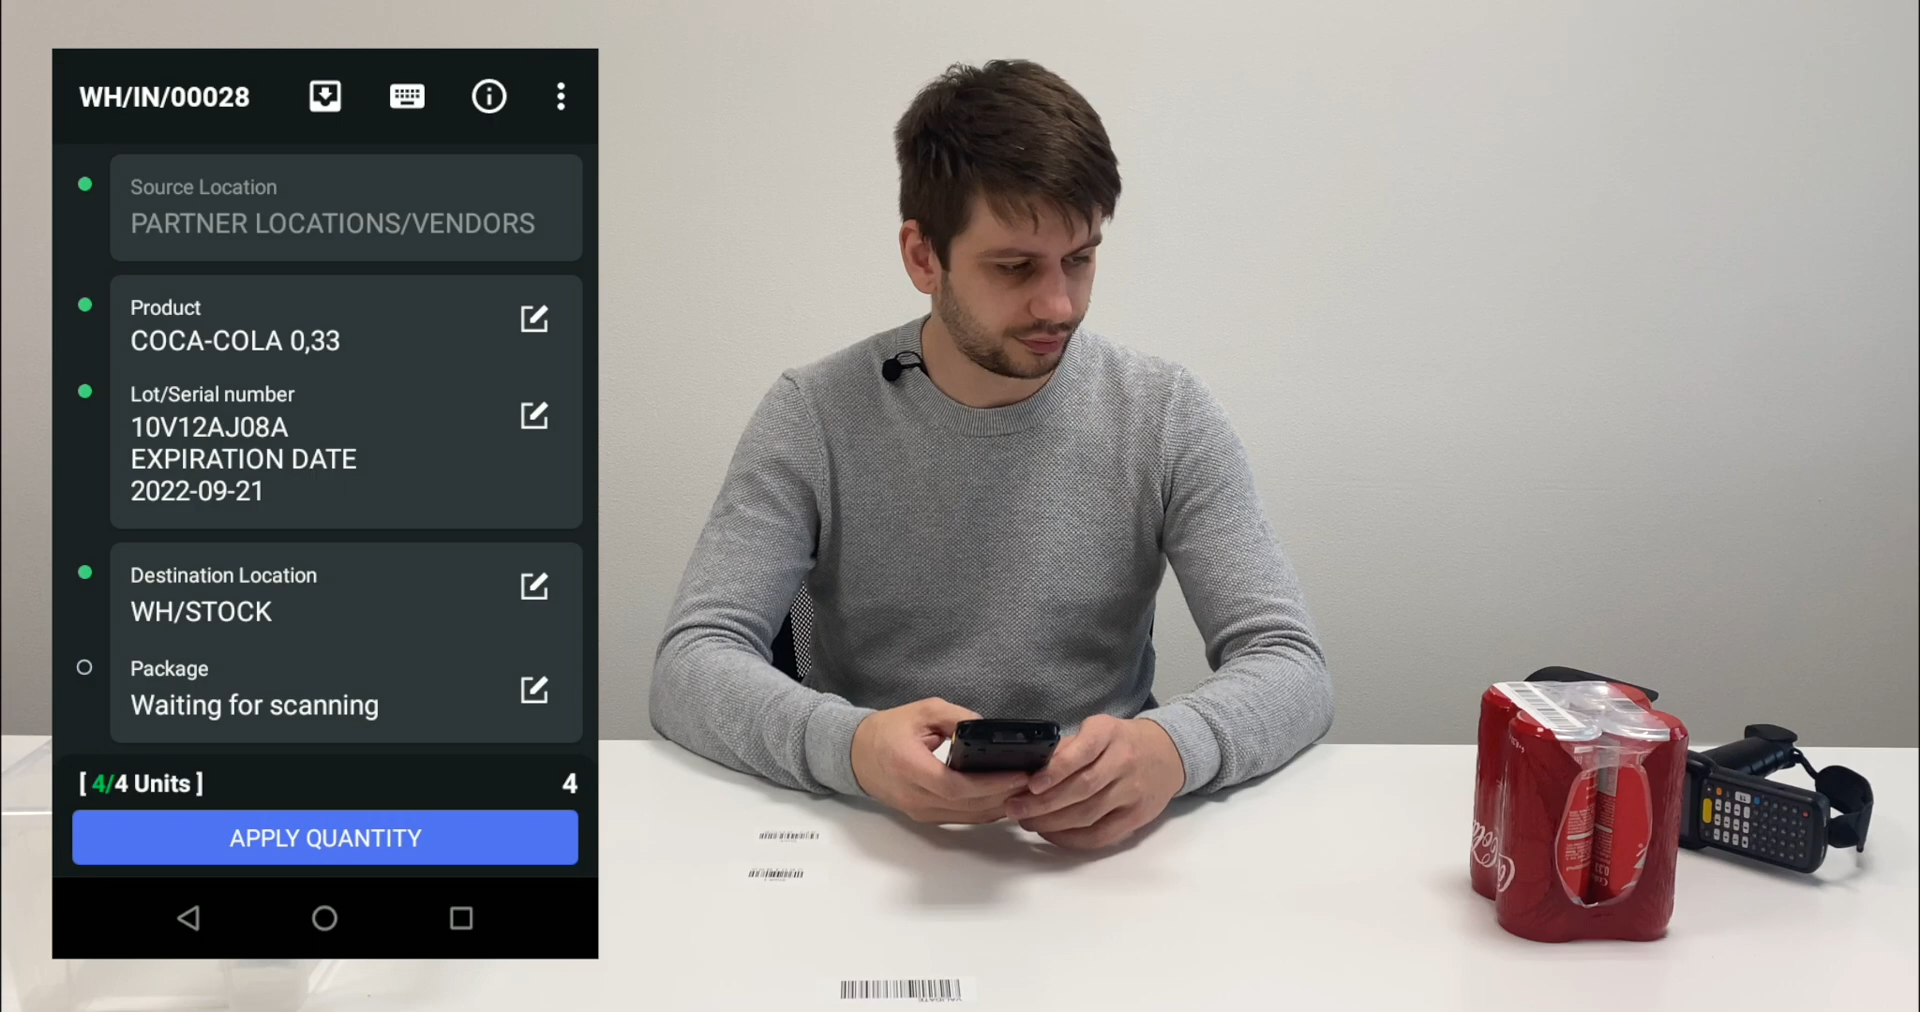 WH/IN/00028
Source Location
PARTNER LOCATIONS/VENDORS
Product
COCA-COLA 0,33
Lot/Serial number
10V12AJ08A
EXPIRATION DATE
2022-09-21
Destination Location
WH/STOCK
Package
Waiting for scanning
[ 4/4 Units ]
4
APPLY QUANTITY
VALIDATE